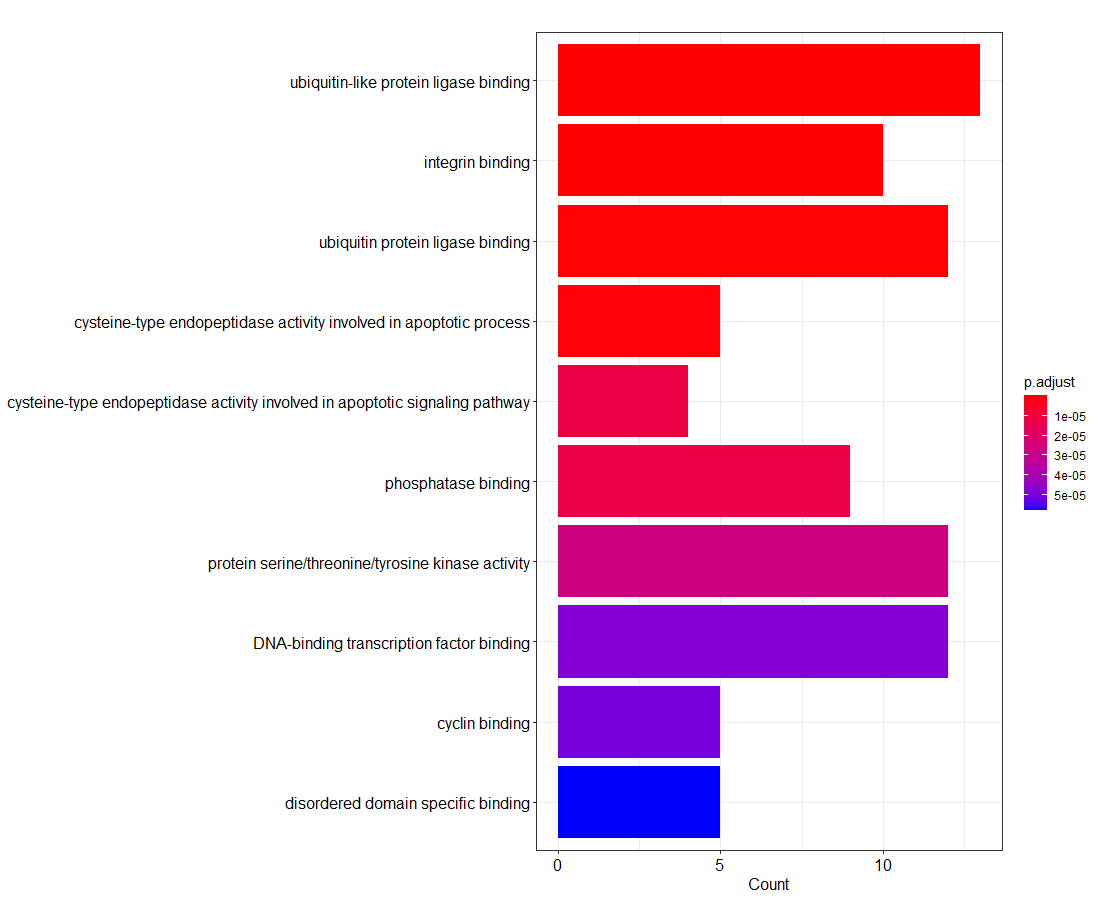 ubiquitin-like protein ligase binding
integrin binding
ubiquitin protein ligase binding
cysteine-type endopeptidase activity involved in apoptotic process
cysteine-type endopeptidase activity involved in apoptotic signaling pathway
phosphatase binding
protein serine/threonine/tyrosine kinase activity
DNA-binding transcription factor binding
cyclin binding
disordered domain specific binding
0 5 10
Count
p.adjust
1e-05
2e-05
3e-05
4e-05
5e-05